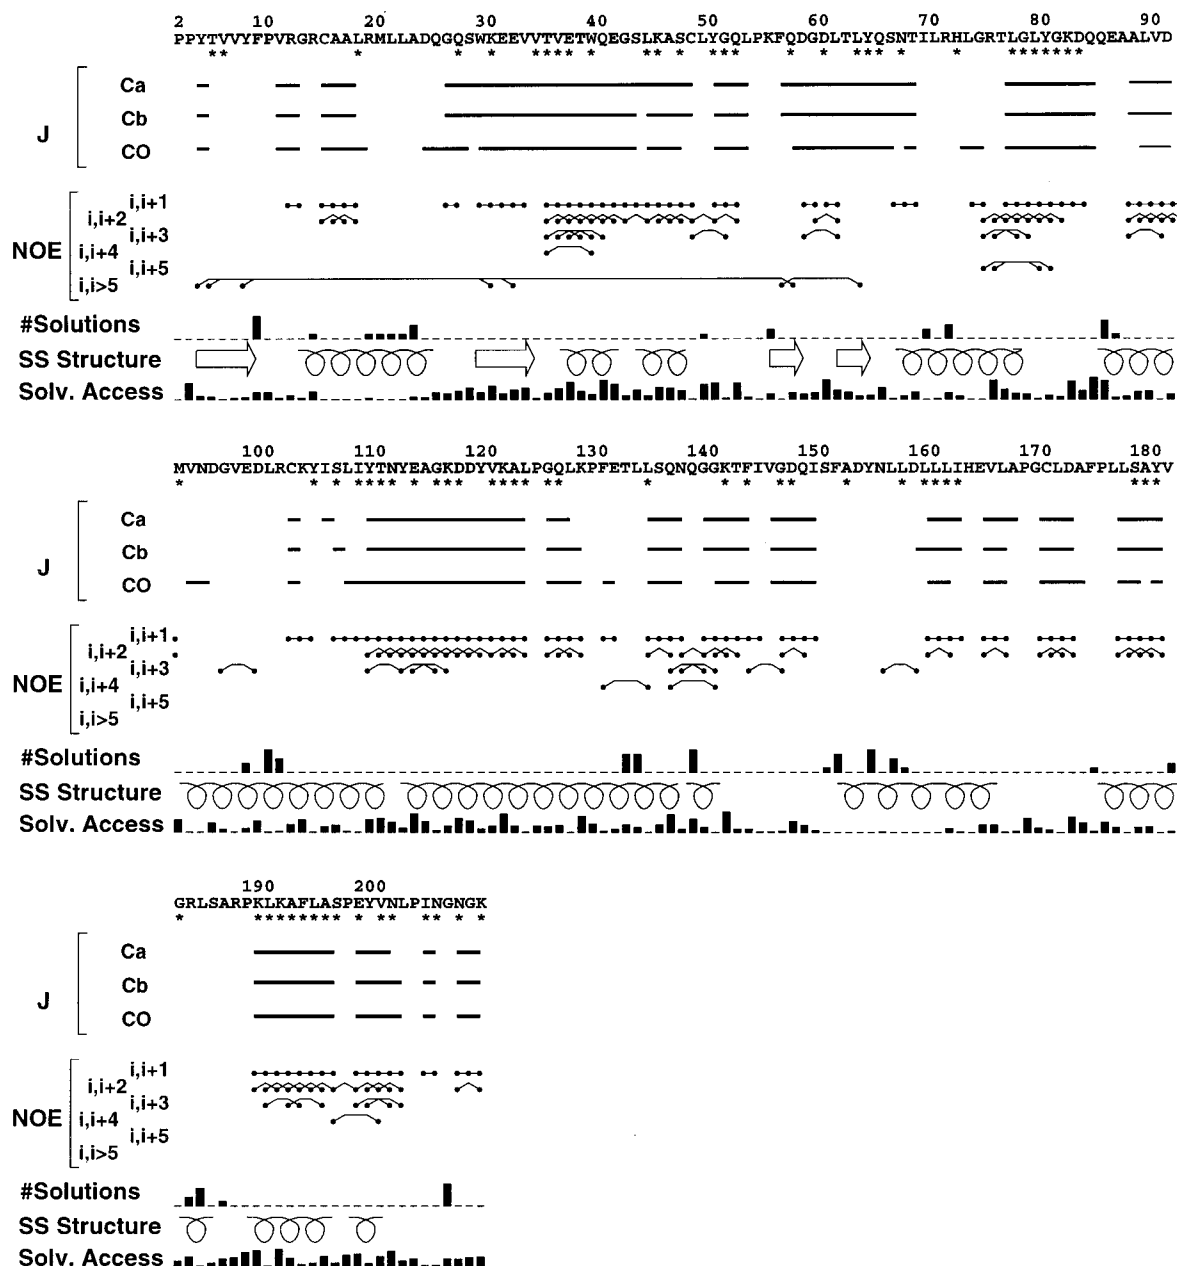 2 10 20 30 40 50 60 70 80 90
PPYTVVYFPVRGRCAALRMLLADQGQSWKEEVVTVETWQEGSLKASCLYGQLPKFQDGDLTLYQSNTILRHLGRTLGLYGKDQQEAALVD
Ca
Cb
J
CO
i,i+1
i,i+2
i,i+3
NOE
i,i+4
i,i+5
i,i>5
#Solutions
SS Structure
Solv. Access
100 110 120 130 140 150 160 170 180
MVNDGVEDLRCKYISLIYTNYEAGKDDYVKALPGQLKPFETLLSQNQGGKTFIVGDQISFADYNLLDLLLIHEVLAPGCLDAFPLLSAYV
Ca
Cb
J
CO
i,i+1
i,i+2
i,i+3
NOE
i,i+4
i,i+5
i,i>5
#Solutions
SS Structure
Solv. Access
190 200
GRLSARPKLKAFLASPEYVNLPINGNGK
Ca
Cb
J
CO
i,i+1
i,i+2
i,i+3
NOE
i,i+4
i,i+5
i,i>5
#Solutions
SS Structure
Solv. Access